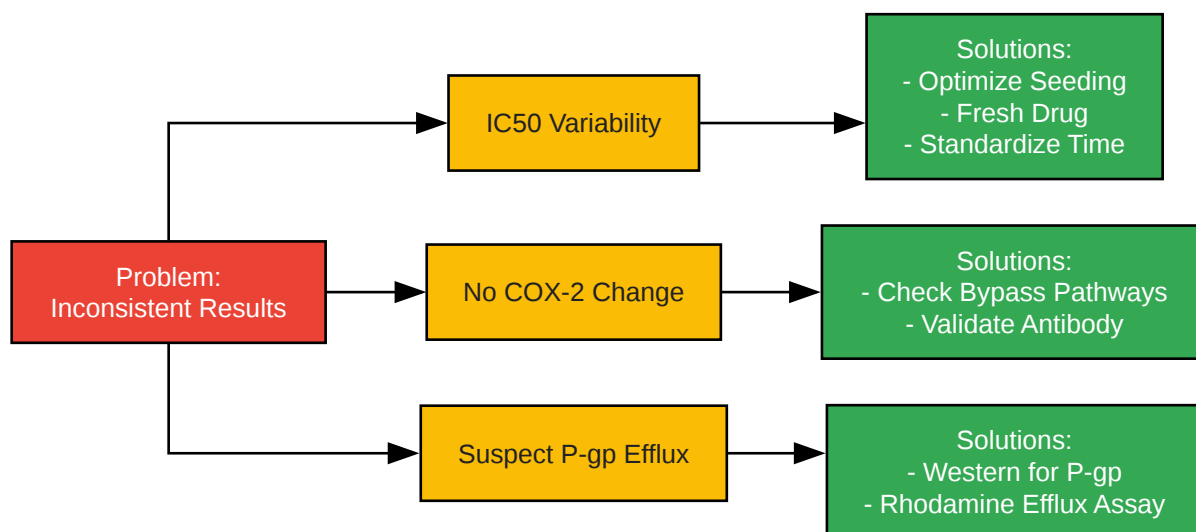 Problem:
Inconsistent Results
IC50 Variability
Solutions:
- Optimize Seeding
- Fresh Drug
- Standardize Time
No COX-2 Change
Solutions:
- Check Bypass Pathways
- Validate Antibody
Suspect P-gp Efflux
Solutions:
- Western for P-gp
- Rhodamine Efflux Assay